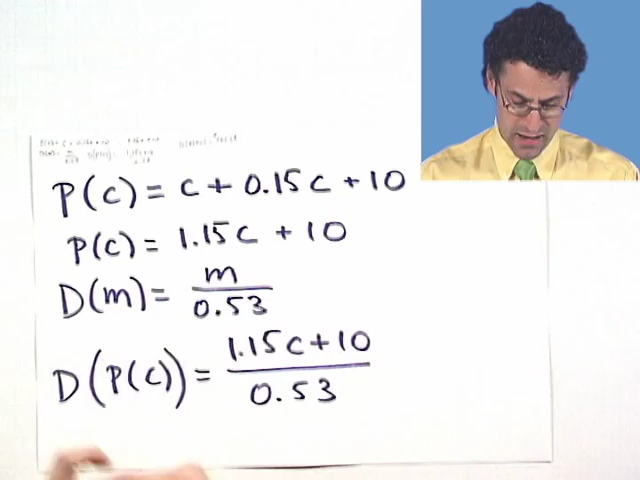 P(c) = c + 0.15c + 10
P(c) = 1.15c + 10
D(m) = m/0.53
D(P(c)) = 1.15c+10/0.53